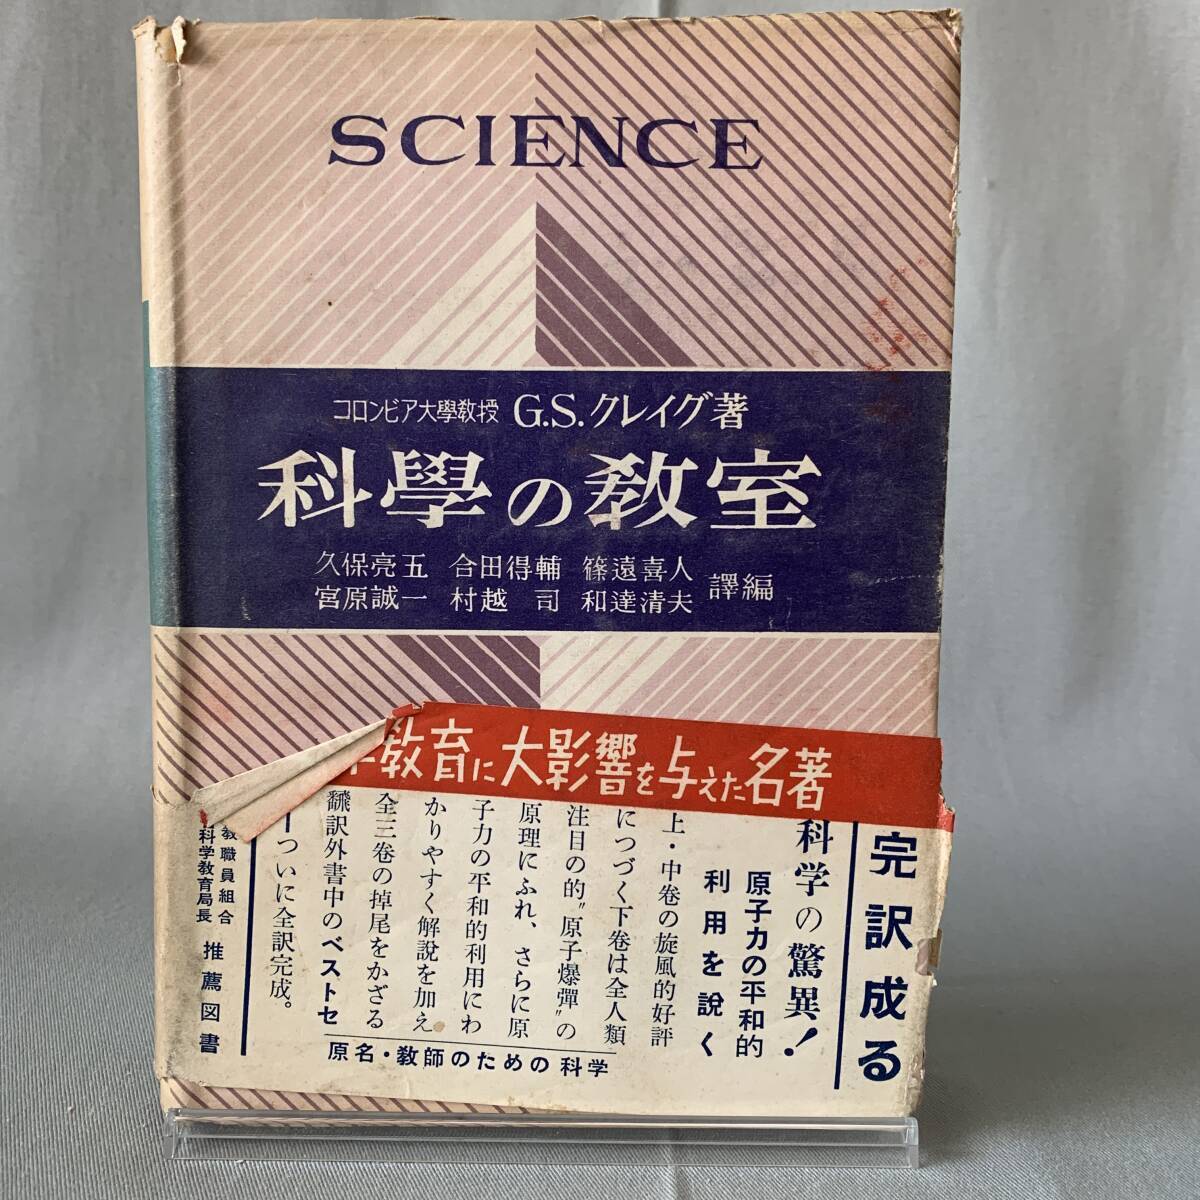 SCIENCE
コロンビア大學教授 G.S.クレイグ著
科學の教室
久保亮五 合田得輔 篠遠喜人
宮原誠一 村越 司 和達清夫
譯編
教育に大影響を与えた名著
完訳成る
科学の驚異!
原子力の平和的
利用を說く
上・中巻の旋風的好評
につづく下巻は全人類
注目の的〝原子爆彈〟の
原理にふれ、さらに原
子力の平和的利用にわ
かりやすく解說を加え
全三巻の掉尾をかざる
飜訳外書中のベストセ
ーついに全訳完成。
原名・教師のための科学
教職員組合
科学教育局長
推薦図書